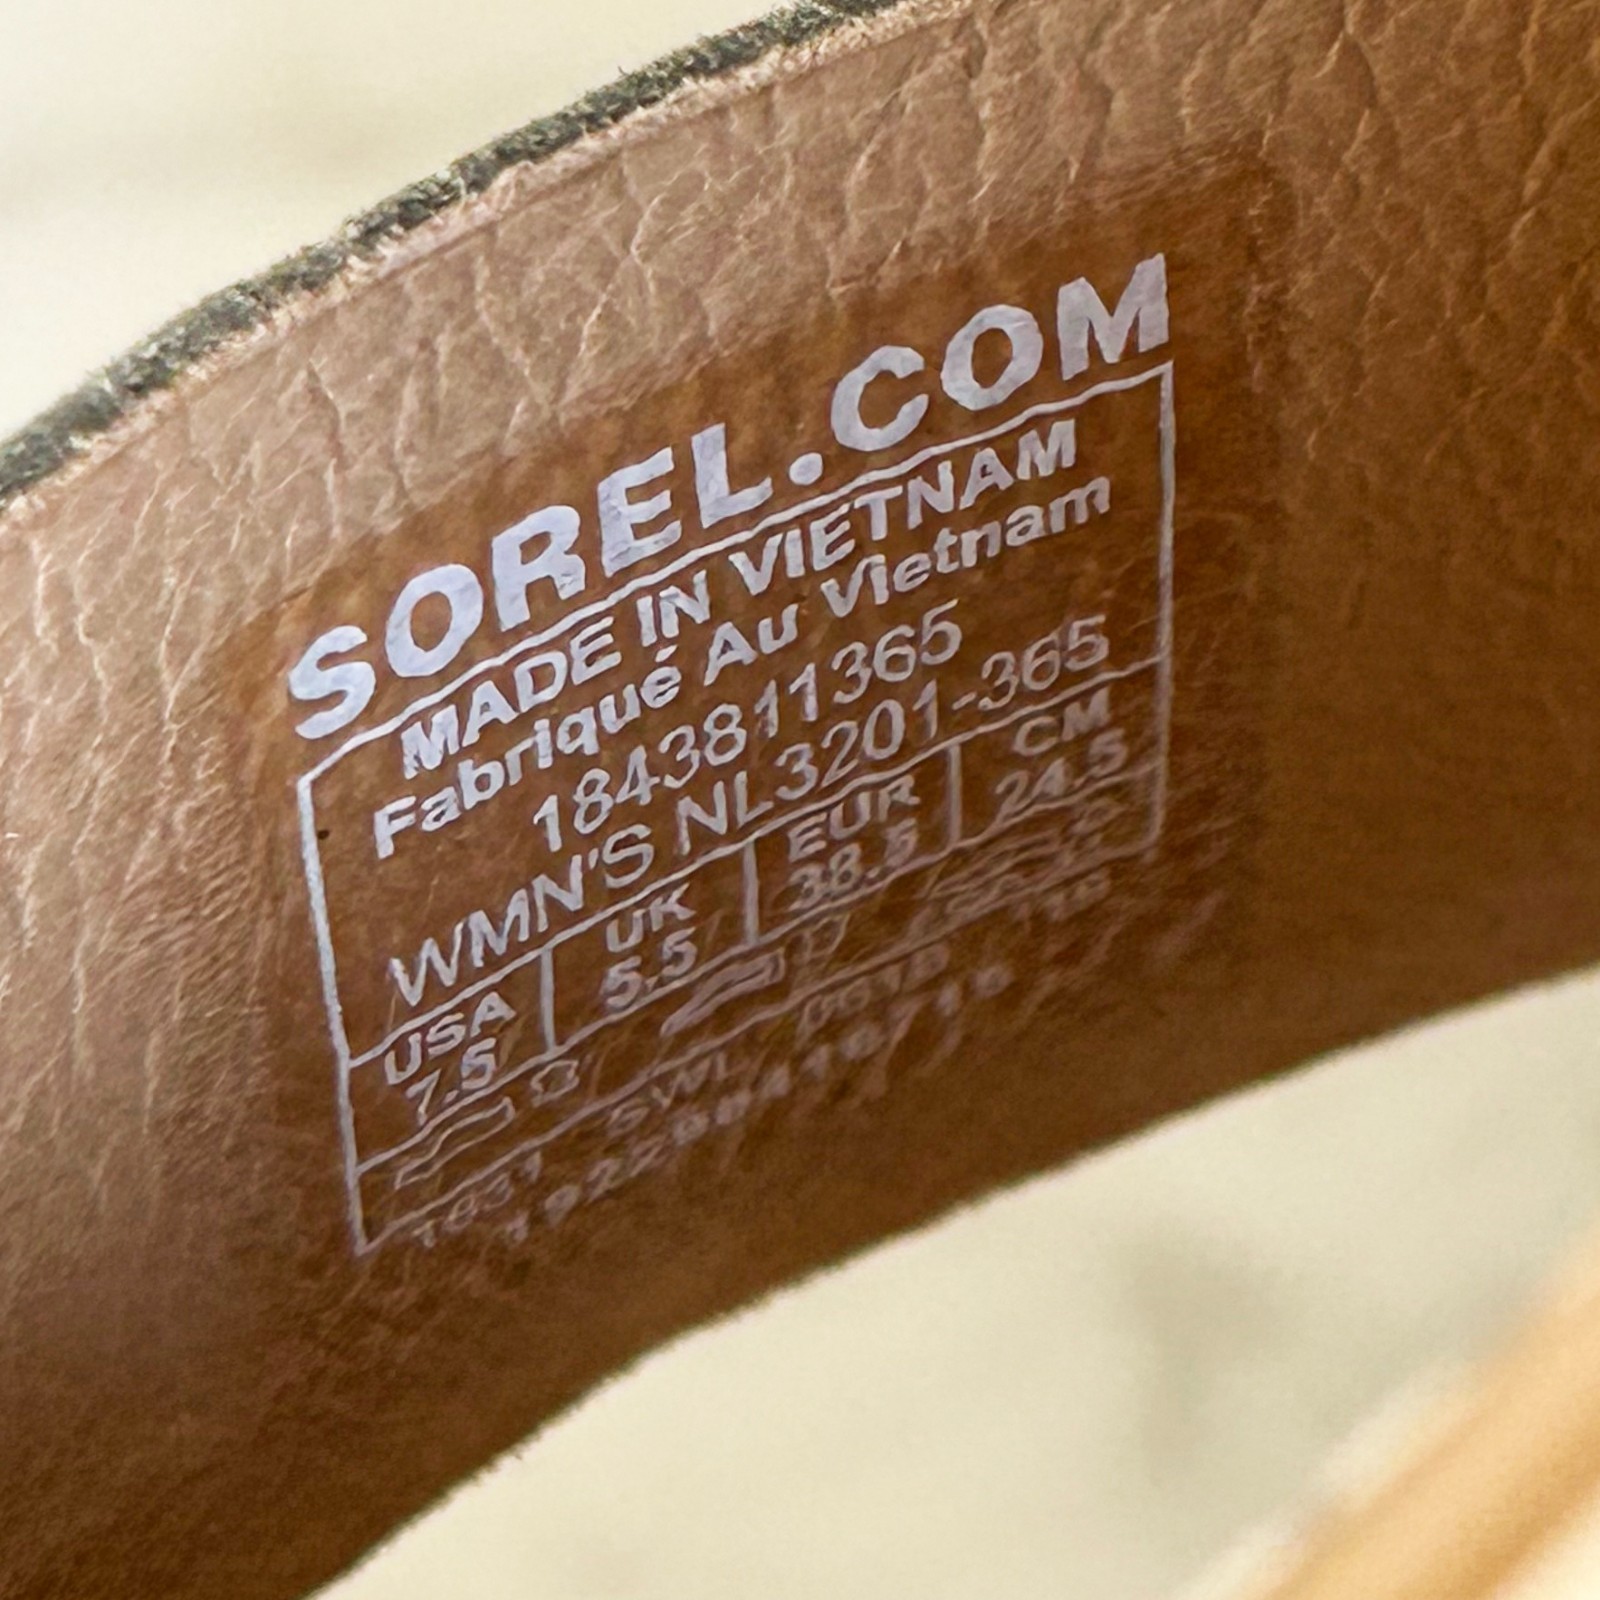 SOREL.COM
MADE IN VIETNAM
Fabriqué Au Vietnam
1843811365
WMN'S NL3201-365
USA UK EUR CM
7.5 5.5 38.5 24.5
SWL